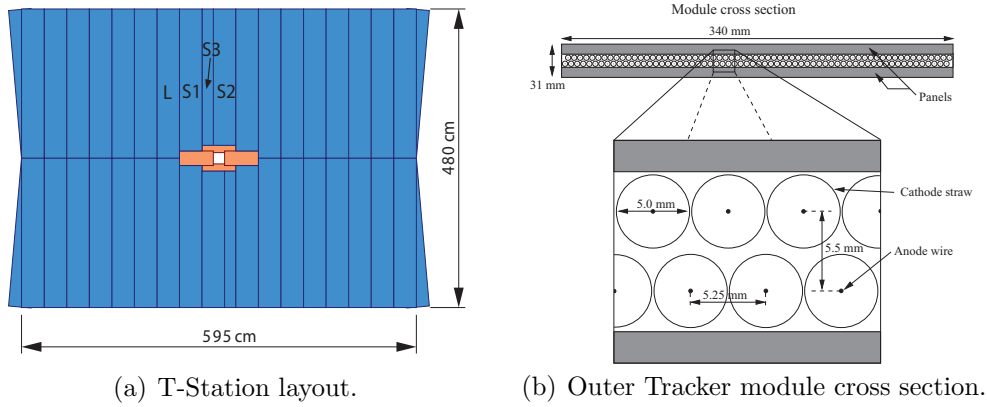 S3
L S1 S2
480 cm
595 cm
(a) T-Station layout.
Module cross section
340 mm
31 mm
Panels
Cathode straw
5.0 mm
5.5 mm
Anode wire
5.25 mm
(b) Outer Tracker module cross section.